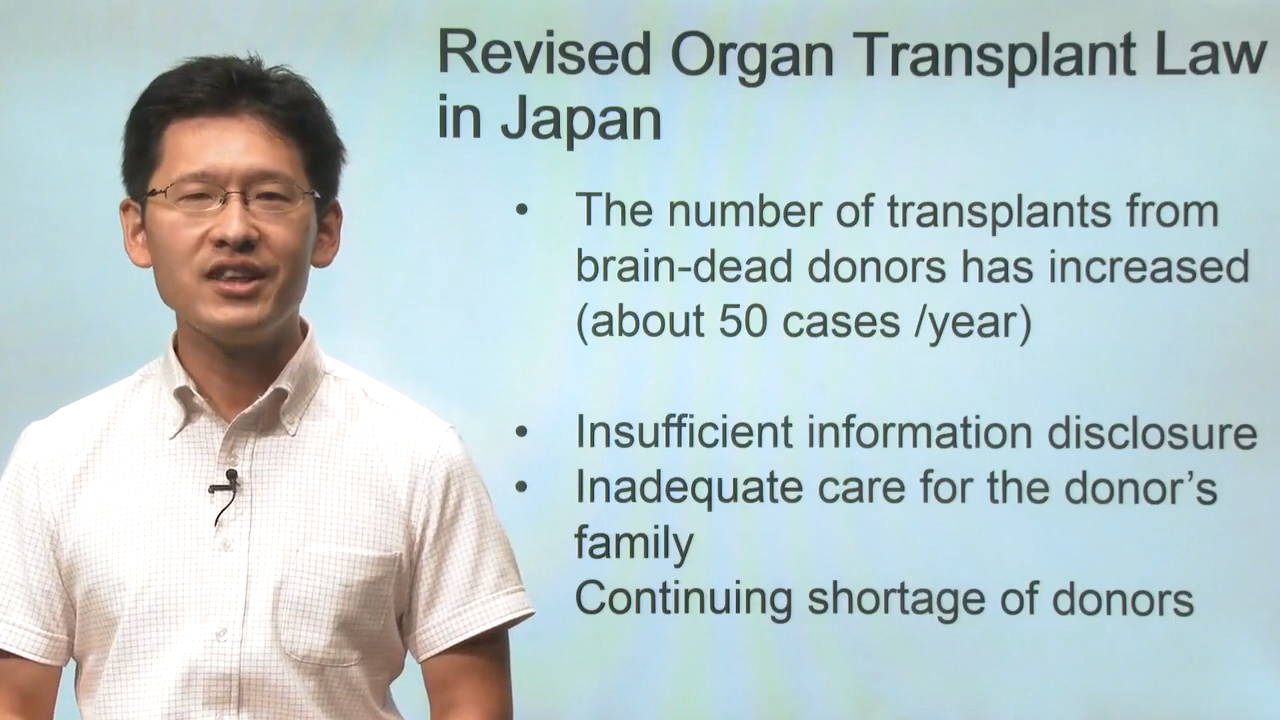 Revised Organ Transplant Law
in Japan
• The number of transplants from
brain-dead donors has increased
(about 50 cases /year)
• Insufficient information disclosure
• Inadequate care for the donor’s
family
Continuing shortage of donors